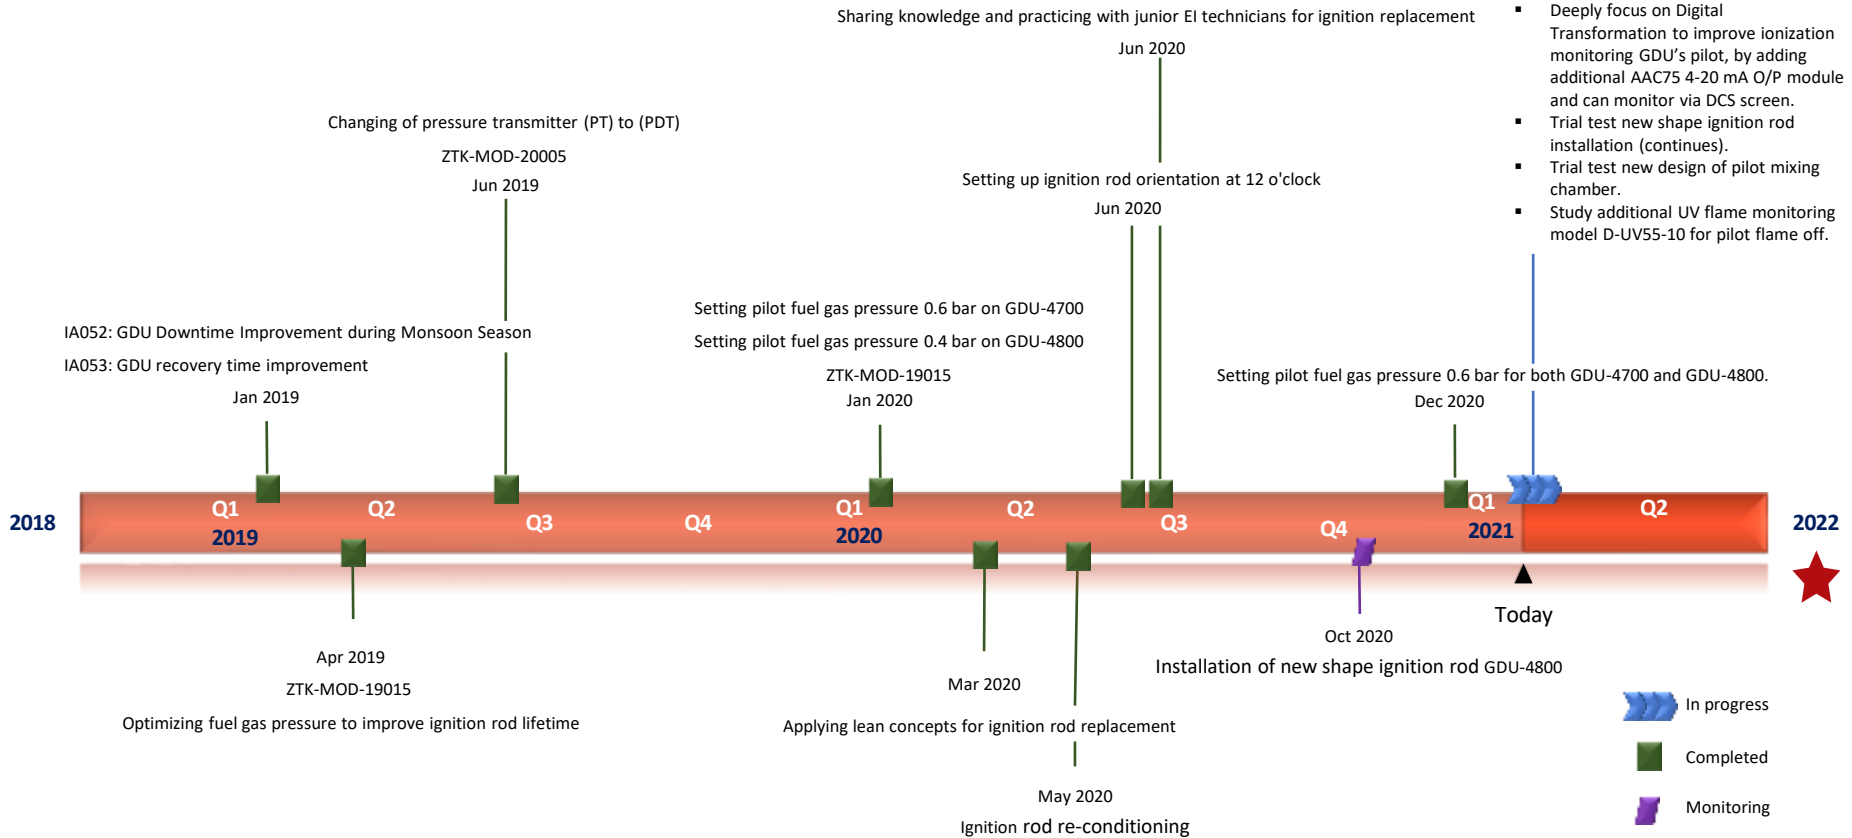 Sharing knowledge and practicing with junior EI technicians for ignition replacement
Jun 2020
▪ Deeply focus on Digital
Transformation to improve ionization
monitoring GDU’s pilot, by adding
additional AAC75 4-20 mA O/P module
and can monitor via DCS screen.
▪ Trial test new shape ignition rod
installation (continues).
▪ Trial test new design of pilot mixing
chamber.
▪ Study additional UV flame monitoring
model D-UV55-10 for pilot flame off.
Changing of pressure transmitter (PT) to (PDT)
ZTK-MOD-20005
Jun 2019
Setting up ignition rod orientation at 12 o'clock
Jun 2020
IA052: GDU Downtime Improvement during Monsoon Season
IA053: GDU recovery time improvement
Jan 2019
Setting pilot fuel gas pressure 0.6 bar on GDU-4700
Setting pilot fuel gas pressure 0.4 bar on GDU-4800
ZTK-MOD-19015
Jan 2020
Setting pilot fuel gas pressure 0.6 bar for both GDU-4700 and GDU-4800.
Dec 2020
2018
Q1
2019
Q2
Q3
Q4
Q1
2020
Q2
Q3
Q4
Q1
2021
Q2
2022
Today
Apr 2019
ZTK-MOD-19015
Optimizing fuel gas pressure to improve ignition rod lifetime
Mar 2020
Applying lean concepts for ignition rod replacement
May 2020
Ignition rod re-conditioning
Oct 2020
Installation of new shape ignition rod GDU-4800
In progress
Completed
Monitoring